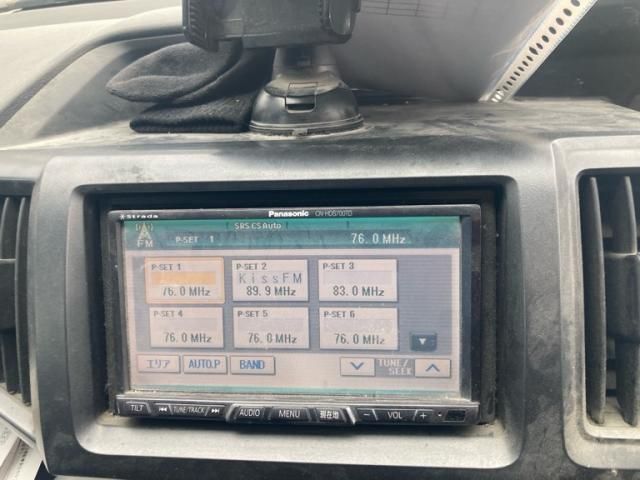 Strada Panasonic CN-HDS700TD
SRS CS Auto
FM P-SET 1 76.0 MHz
P-SET 1 P-SET 2 P-SET 3
KissFM
76.0 MHz 89.9 MHz 83.0 MHz
P-SET 4 P-SET 5 P-SET 6
76.0 MHz 76.0 MHz 76.0 MHz
エリア AUTO.P BAND TUNE/
SEEK
TILT TUNE/TRACK AUDIO MENU 現在地 − VOL +